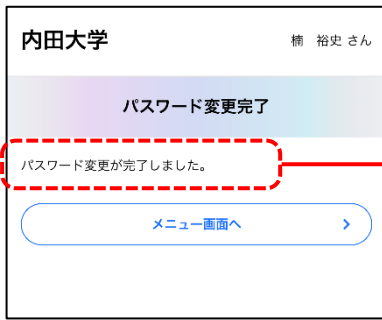 内田大学
楠　裕史 さん
パスワード変更完了
パスワード変更が完了しました。
メニュー画面へ